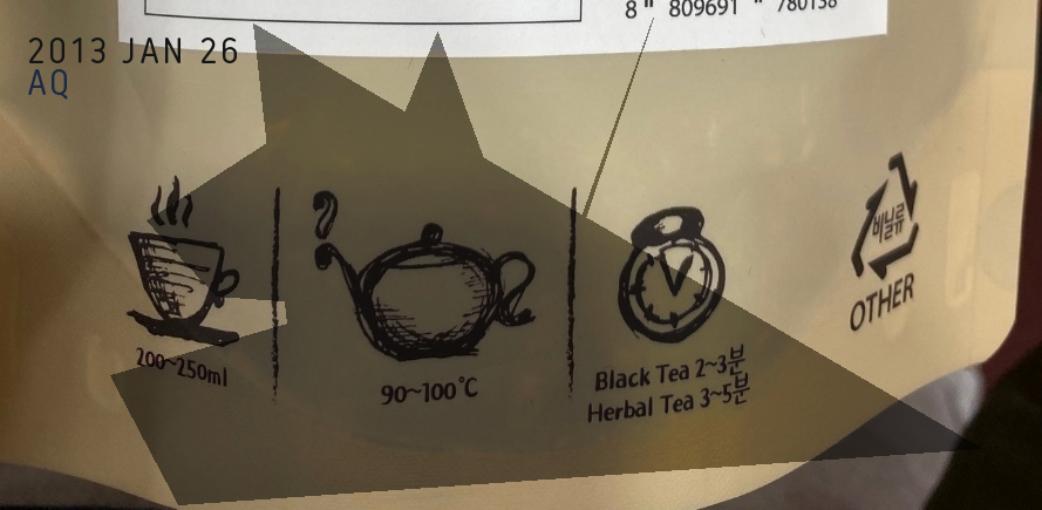 8 809691 780138
2013 JAN 26
AQ
비닐류
OTHER
200~250ml
90~100°C
Black Tea 2~3분
Herbal Tea 3~5분